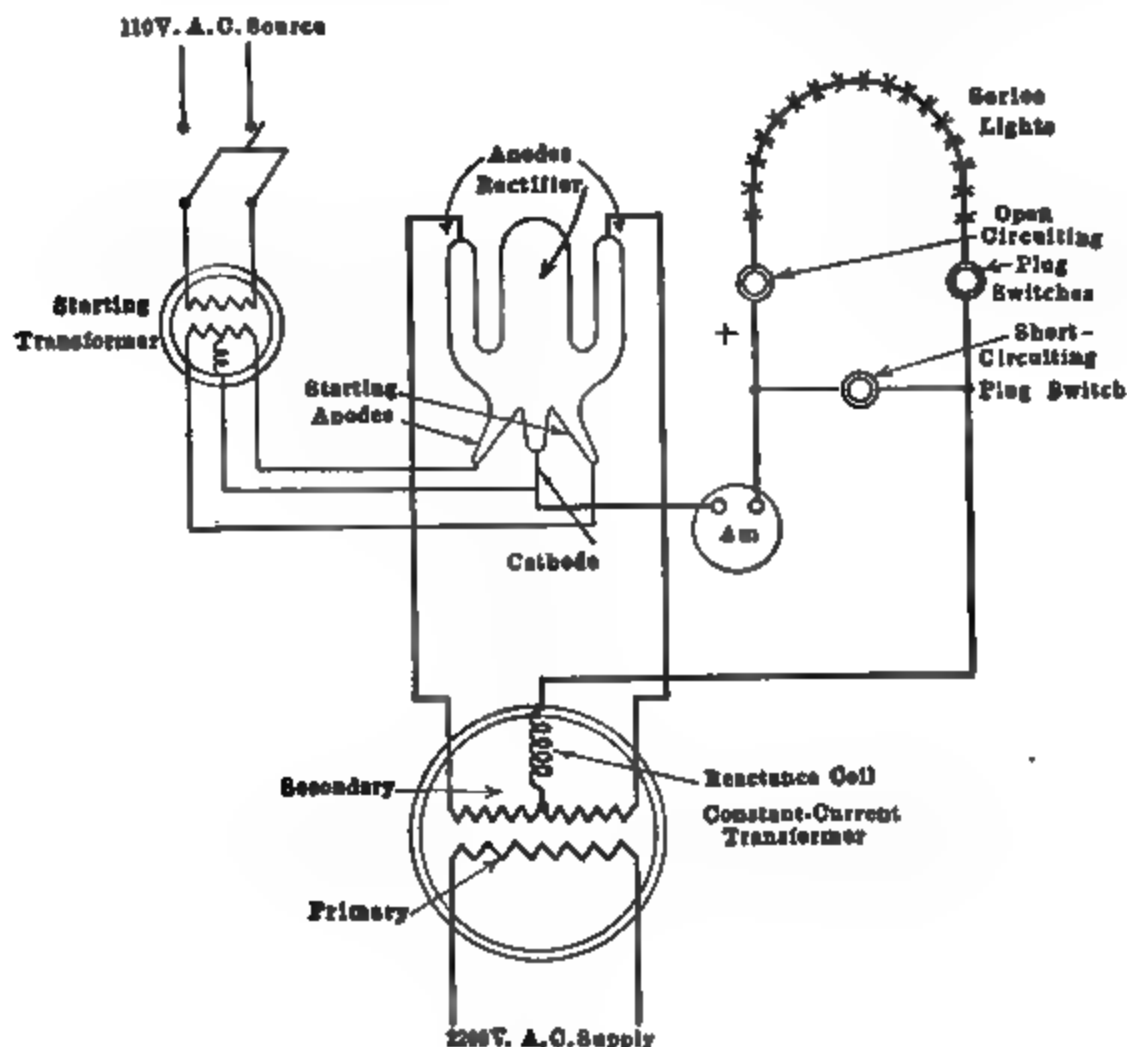 110V. A.C. Source
Series
Lights
Anodes
Rectifier
Open
Circuiting
Plug
Switches
Starting
Transformer
+
Short-
Circuiting
Plug Switch
Starting
Anodes
Am
Cathode
Secondary
Reactance Coil
Constant-Current
Transformer
Primary
2200V. A.C. Supply